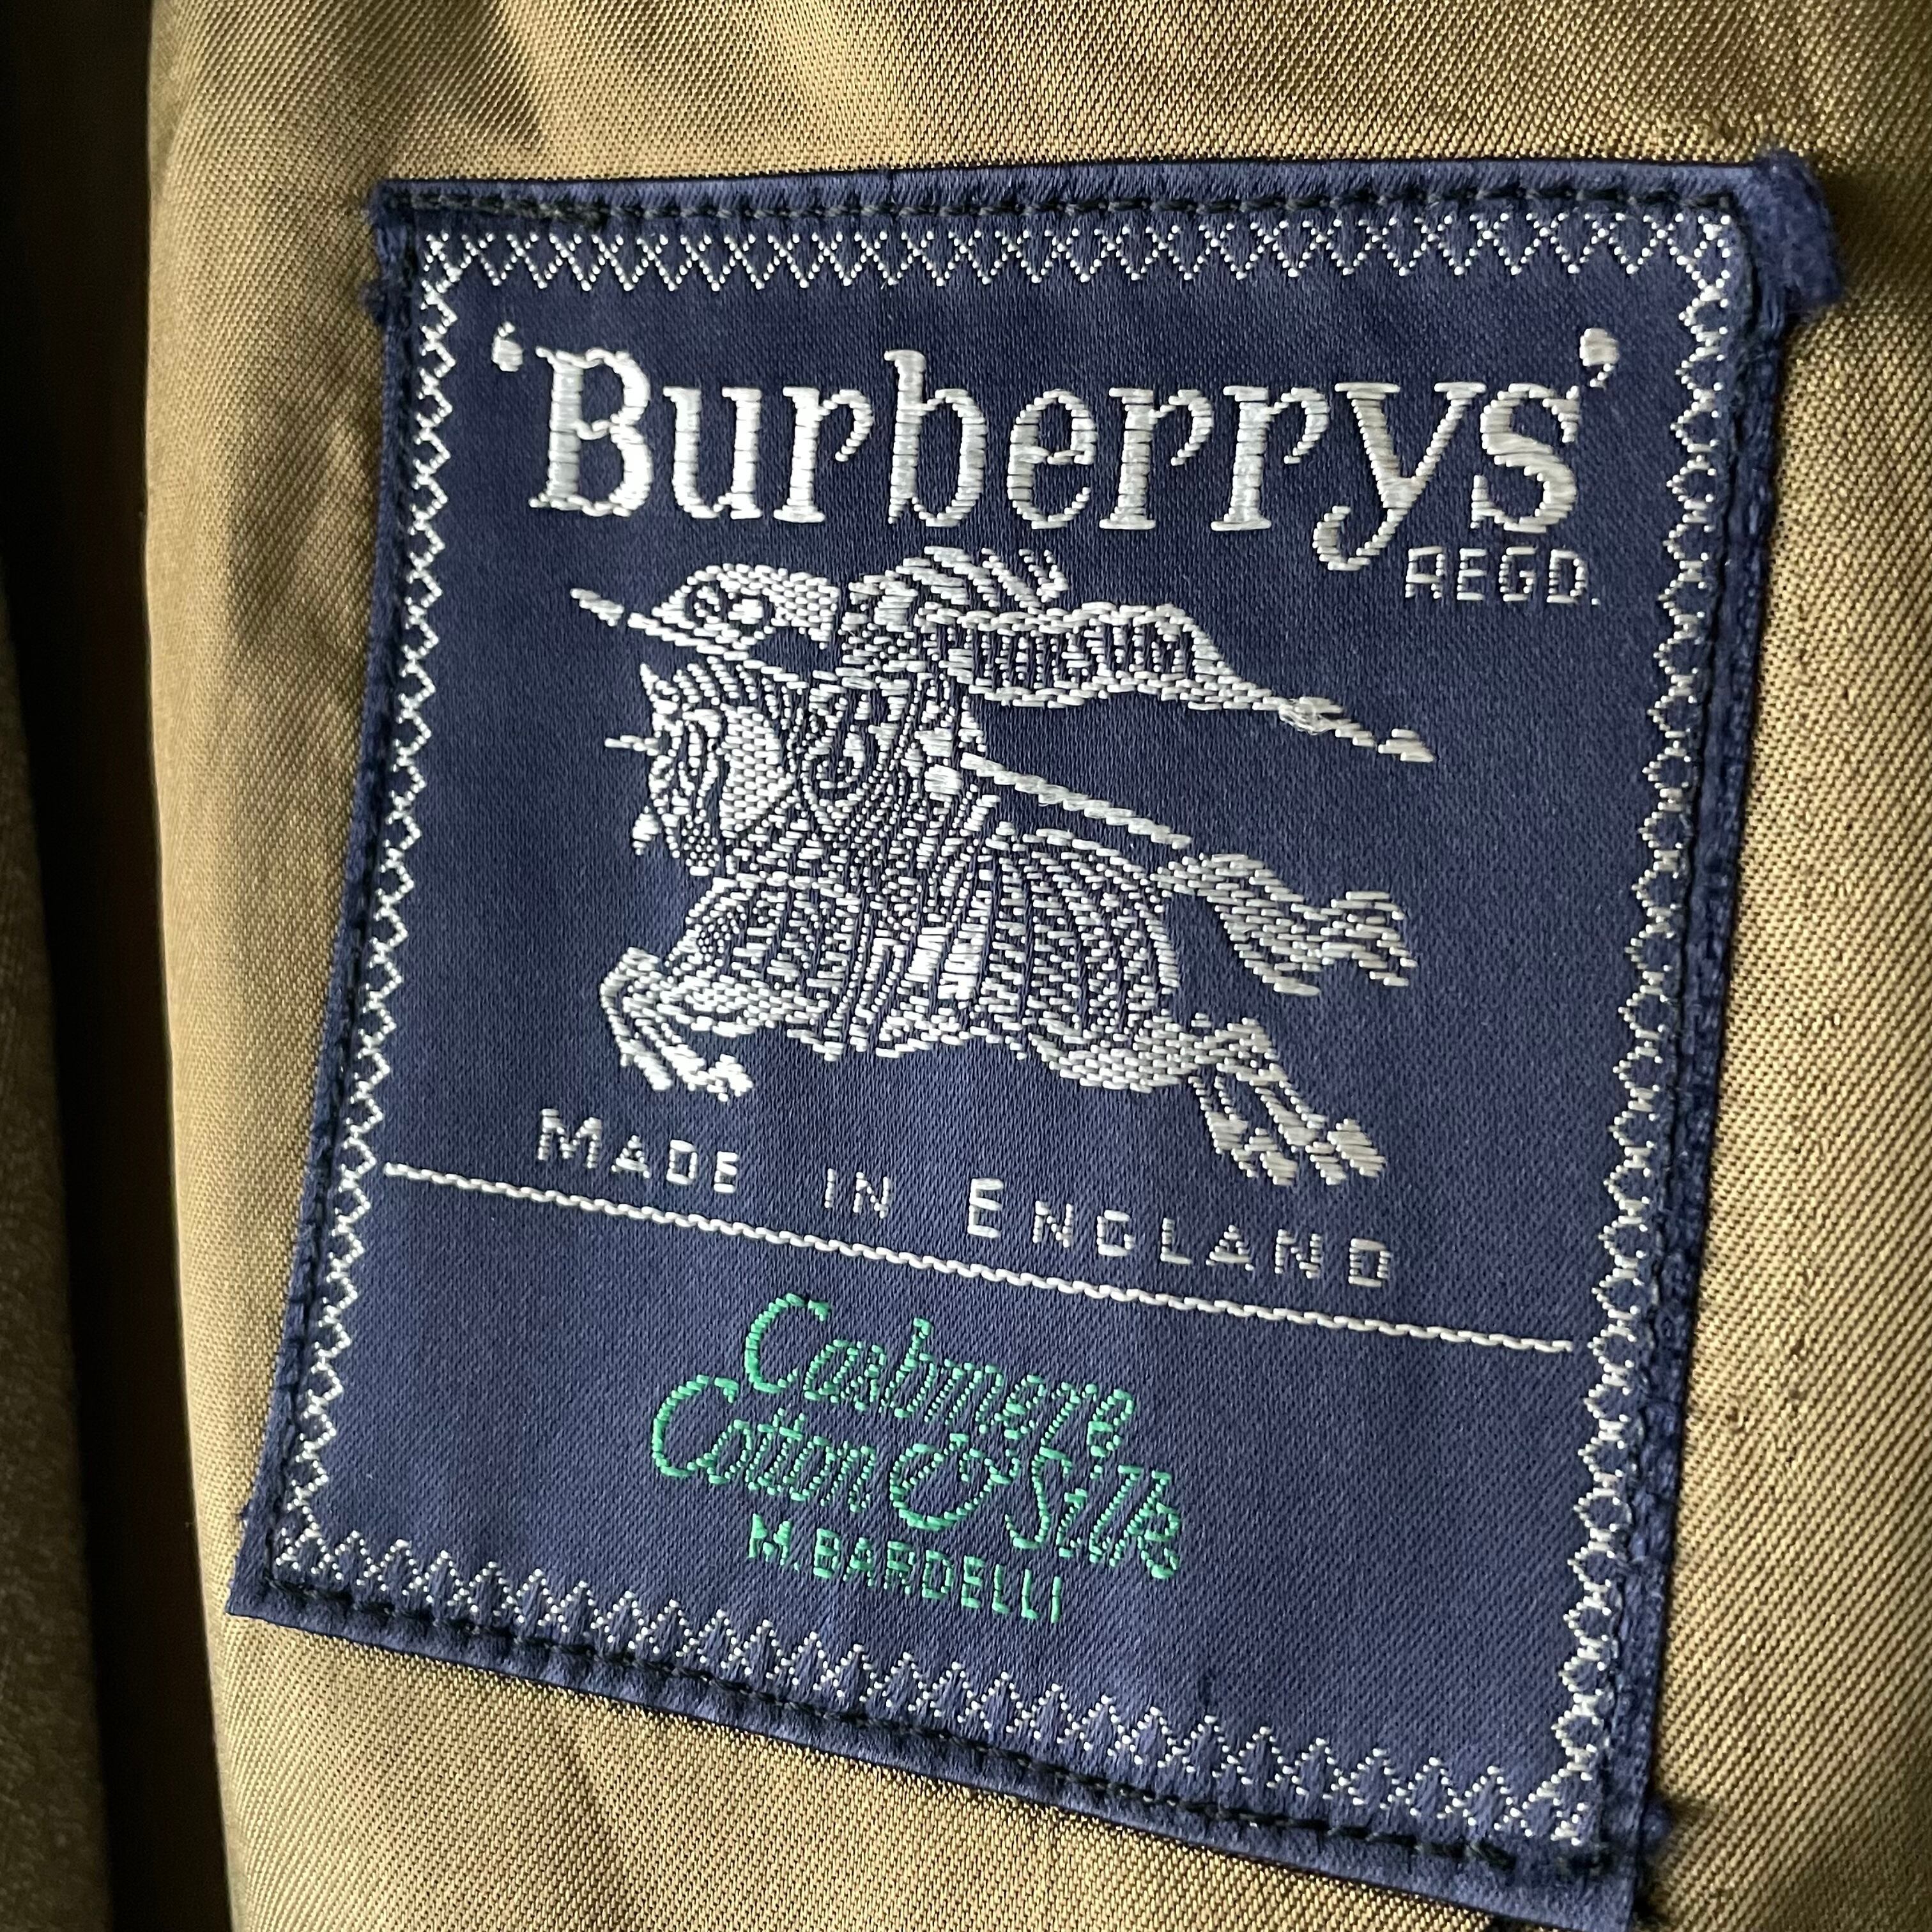 'Burberrys'
REGD.
PRORSUM
MADE IN ENGLAND
Cashmere
Cotton & Silk
M.BARDELLI